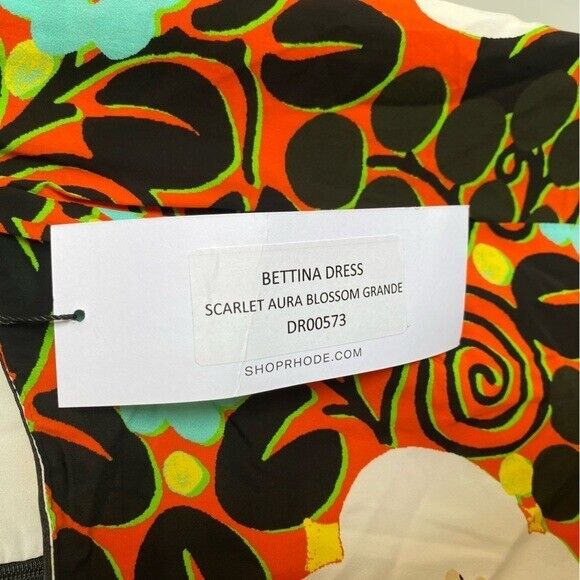 BETTINA DRESS
SCARLET AURA BLOSSOM GRANDE
DR00573
SHOPRHODE.COM